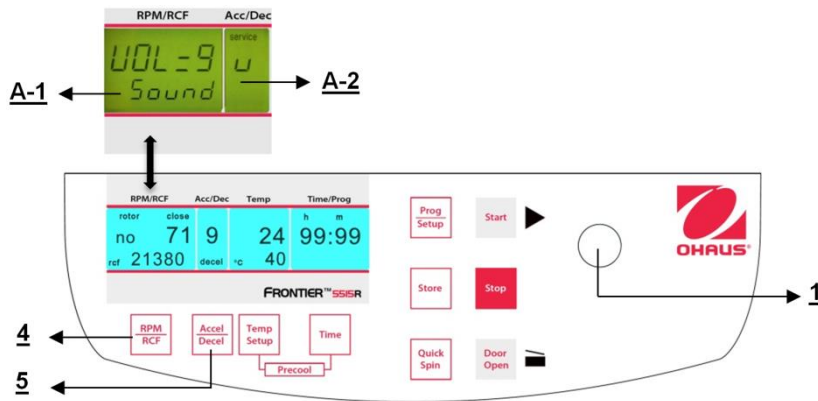 RPM/RCF Acc/Dec
service
VOL=9 u
Sound
A-1 A-2
RPM/RCF Acc/Dec Temp Time/Prog
rotor close h m
no 71 9 24 99:99
rcf 21380 decel °C 40
FRONTIER™ 5515R
Prog
Setup
Start
OHAUS®
Store
Stop
1
4
RPM
RCF
Accel
Decel
Temp
Setup
Time
Precool
5
Quick
Spin
Door
Open